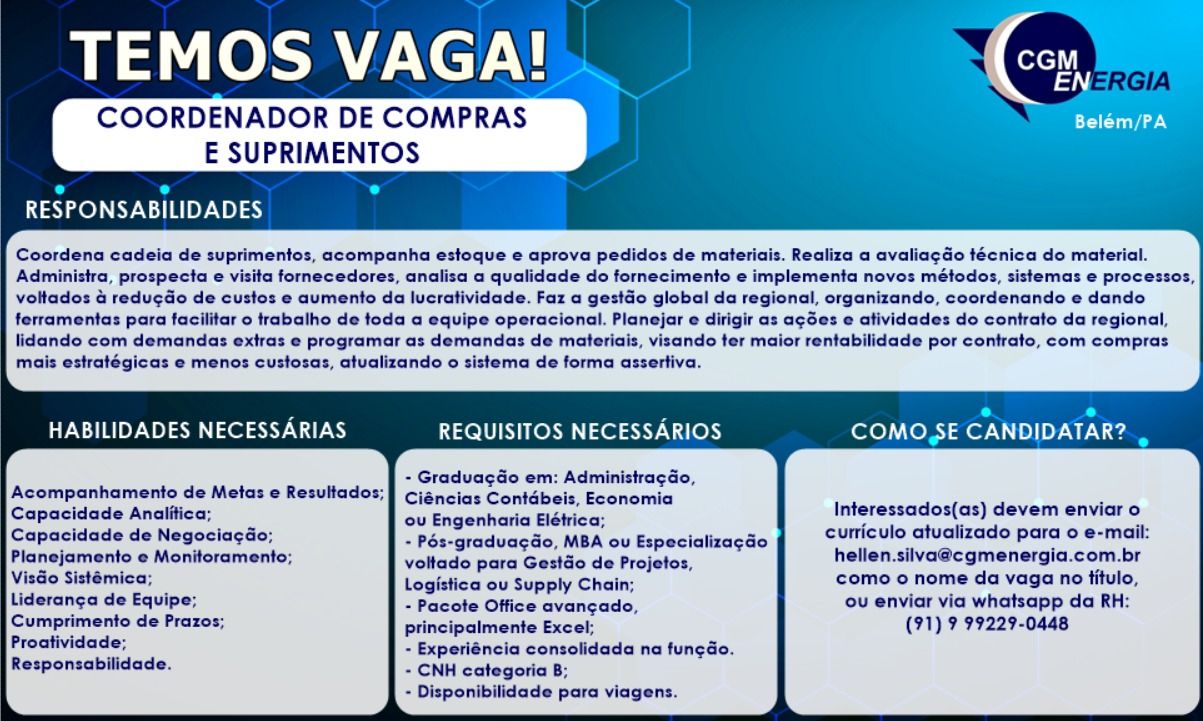 TEMOS VAGA!
CGM
ENERGIA
Belém/PA
COORDENADOR DE COMPRAS
E SUPRIMENTOS
RESPONSABILIDADES
Coordena cadeia de suprimentos, acompanha estoque e aprova pedidos de materiais. Realiza a avaliação técnica do material.
Administra, prospecta e visita fornecedores, analisa a qualidade do fornecimento e implementa novos métodos, sistemas e processos,
voltados à redução de custos e aumento da lucratividade. Faz a gestão global da regional, organizando, coordenando e dando
ferramentas para facilitar o trabalho de toda a equipe operacional. Planejar e dirigir as ações e atividades do contrato da regional,
lidando com demandas extras e programar as demandas de materiais, visando ter maior rentabilidade por contrato, com compras
mais estratégicas e menos custosas, atualizando o sistema de forma assertiva.
HABILIDADES NECESSÁRIAS
Acompanhamento de Metas e Resultados;
Capacidade Analítica;
Capacidade de Negociação;
Planejamento e Monitoramento;
Visão Sistêmica;
Liderança de Equipe;
Cumprimento de Prazos;
Proatividade;
Responsabilidade.
REQUISITOS NECESSÁRIOS
- Graduação em: Administração,
Ciências Contábeis, Economia
ou Engenharia Elétrica;
- Pós-graduação, MBA ou Especialização
voltado para Gestão de Projetos,
Logística ou Supply Chain;
- Pacote Office avançado,
principalmente Excel;
- Experiência consolidada na função.
- CNH categoria B;
- Disponibilidade para viagens.
COMO SE CANDIDATAR?
Interessados(as) devem enviar o
currículo atualizado para o e-mail:
hellen.silva@cgmenergia.com.br
como o nome da vaga no título,
ou enviar via whatsapp da RH:
(91) 9 99229-0448